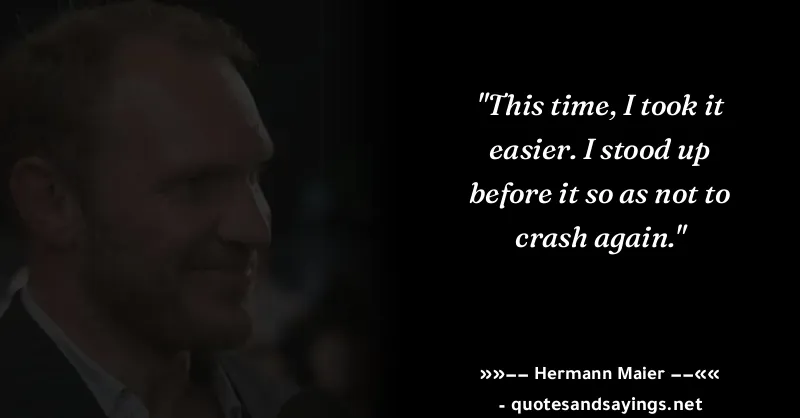 "This time, I took it
easier. I stood up
before it so as not to
crash again."
»»−− Hermann Maier −−««
- quotesandsayings.net